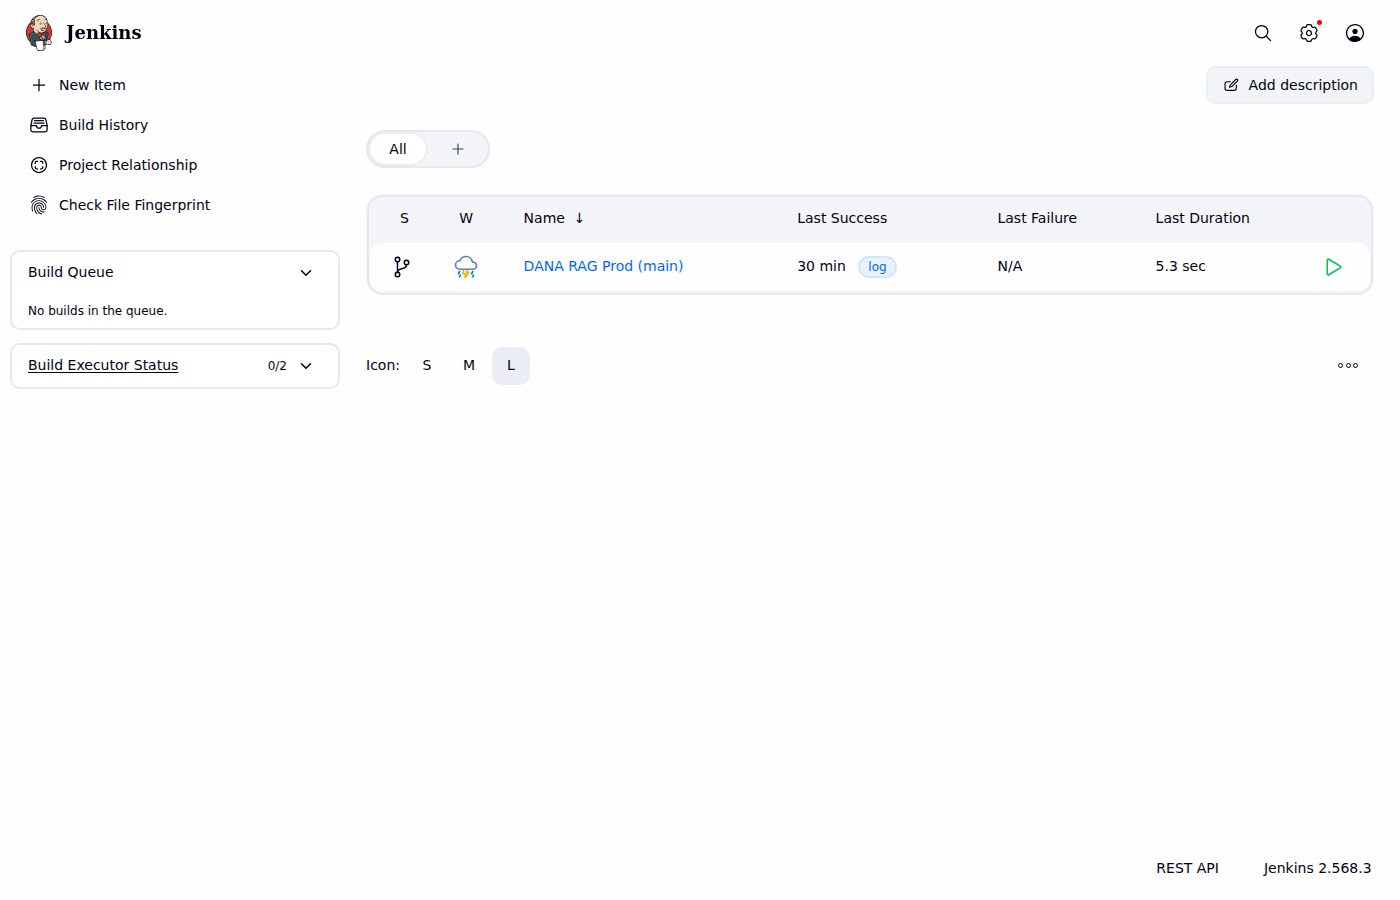 Jenkins
New Item
Build History
Project Relationship
Check File Fingerprint
Build Queue
No builds in the queue.
Build Executor Status 0/2
Add description
All
S W Name ↓ Last Success Last Failure Last Duration
DANA RAG Prod (main) 30 min log N/A 5.3 sec
Icon: S M L
REST API Jenkins 2.568.3